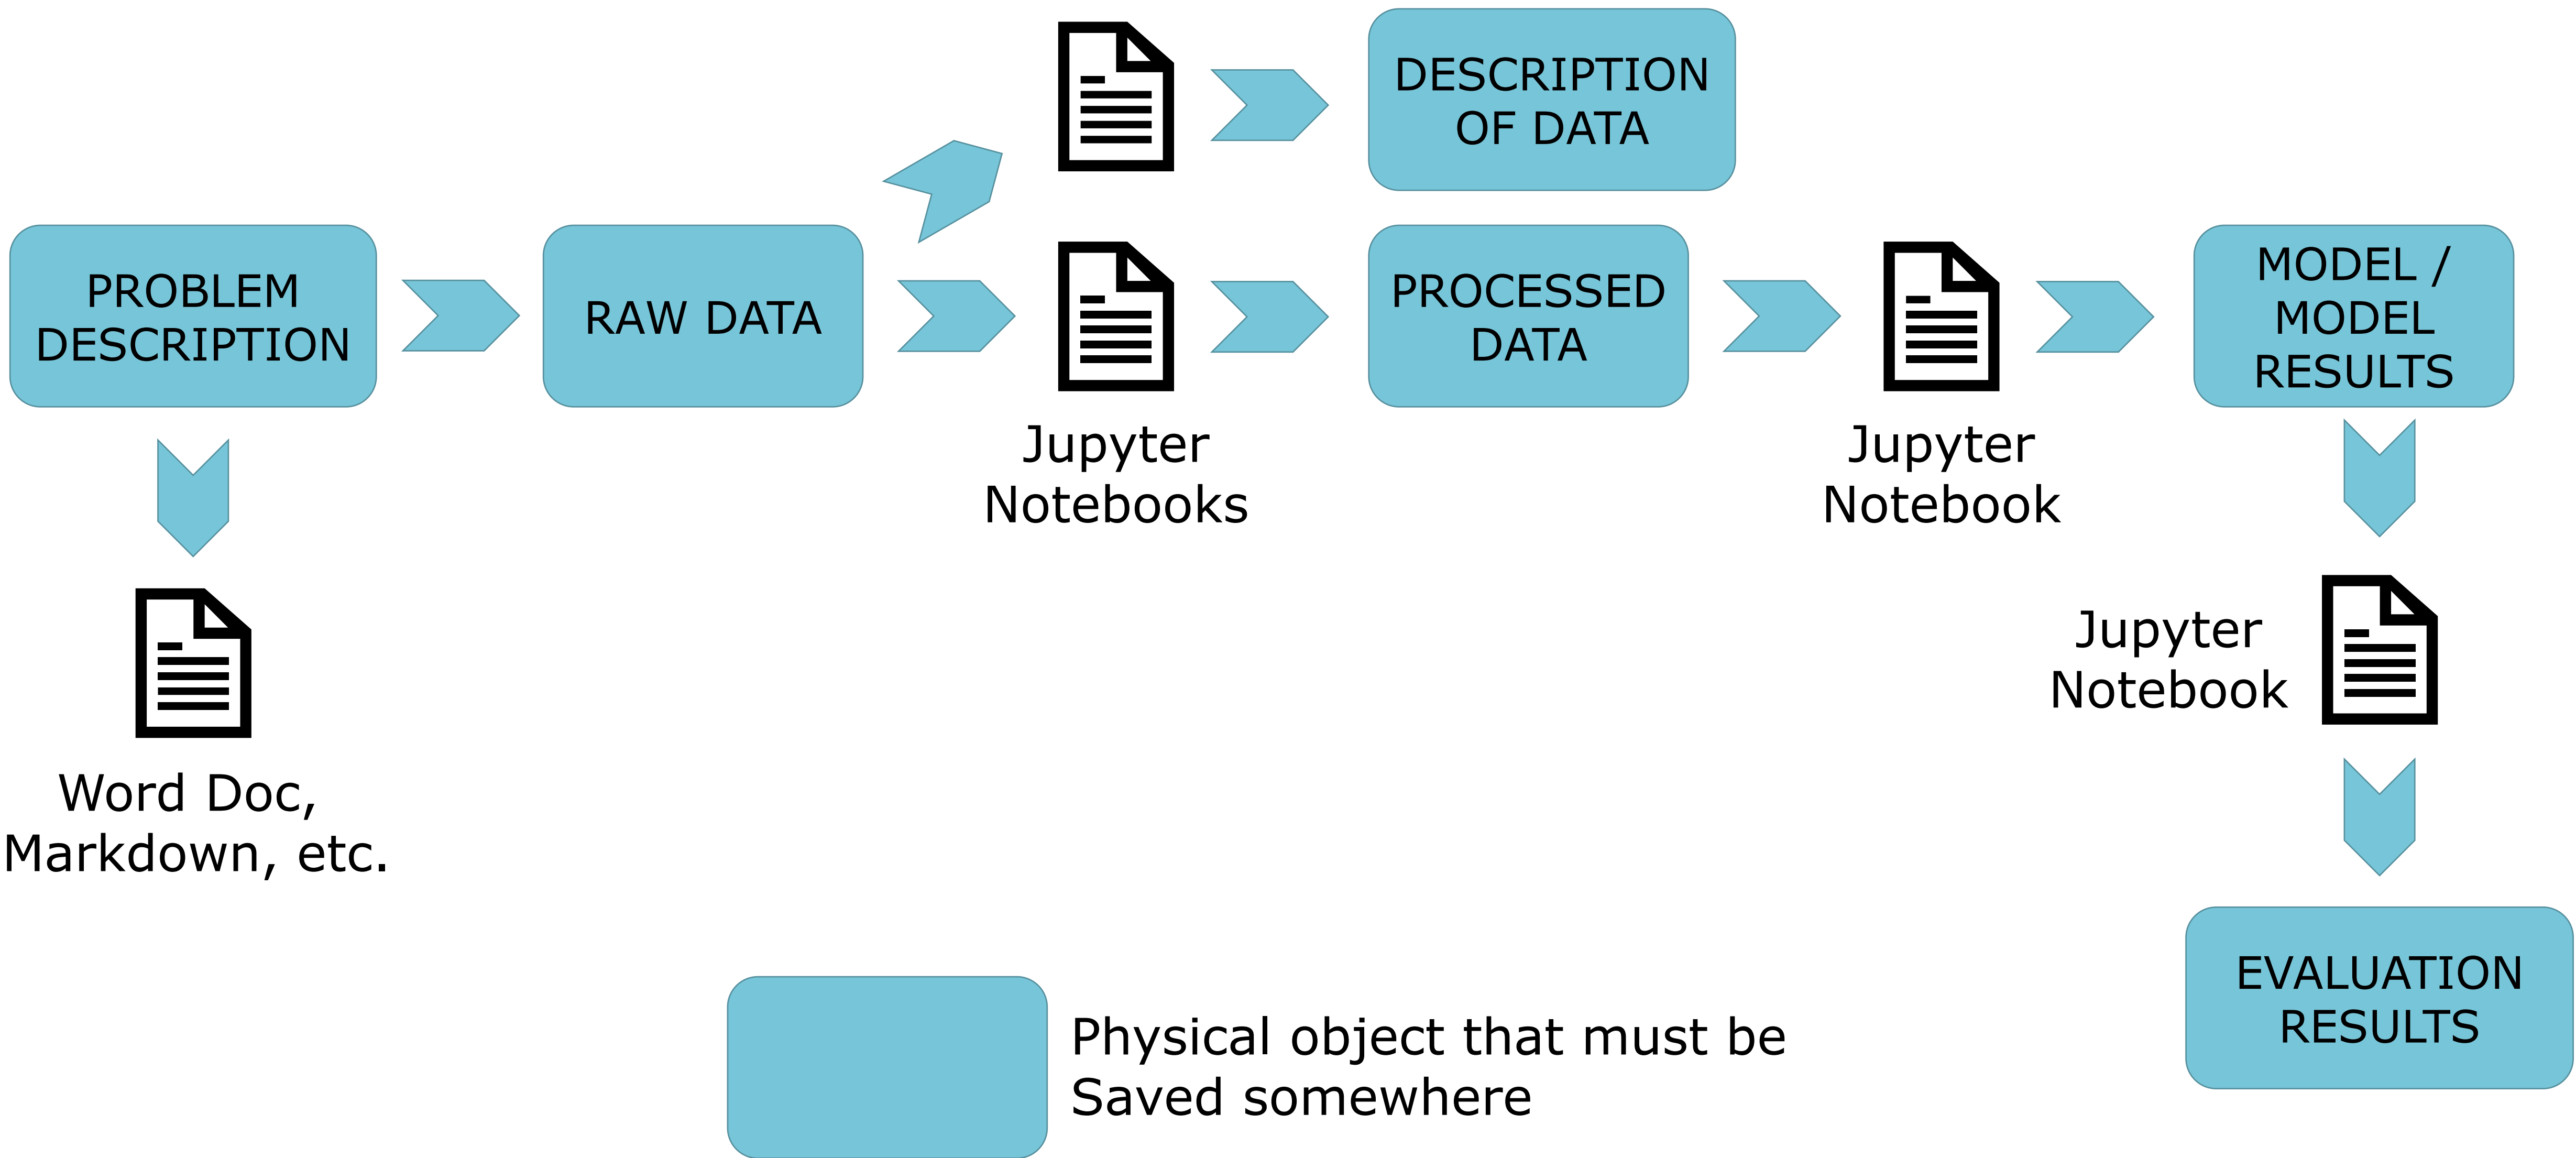 DESCRIPTION
OF DATA
PROBLEM
DESCRIPTION
RAW DATA
PROCESSED
DATA
MODEL /
MODEL
RESULTS
Jupyter
Notebooks
Jupyter
Notebook
Jupyter
Notebook
Word Doc,
Markdown, etc.
EVALUATION
RESULTS
Physical object that must be
Saved somewhere